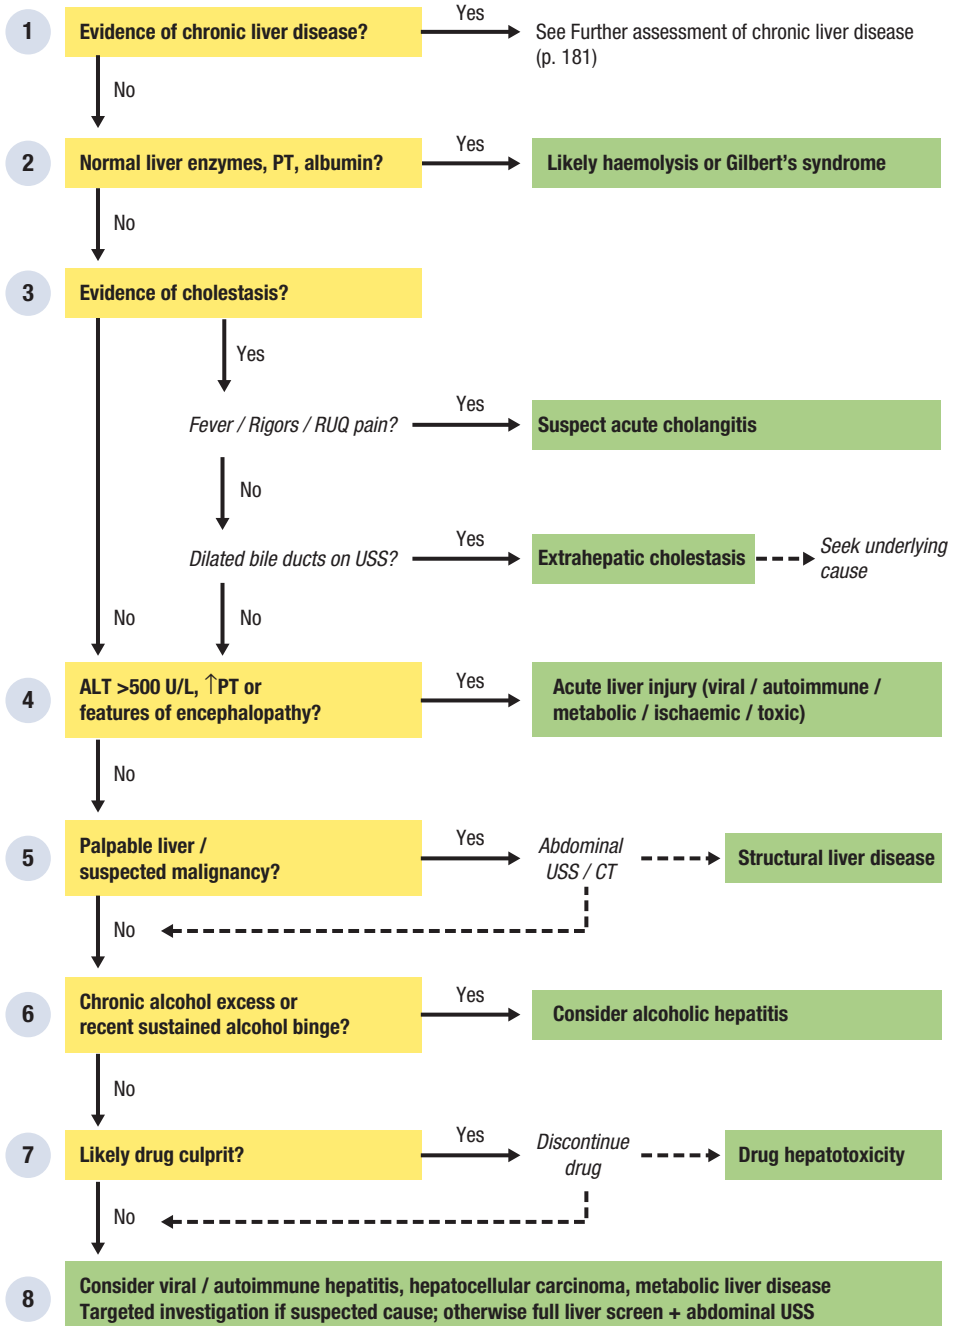 1
Evidence of chronic liver disease?
Yes
See Further assessment of chronic liver disease
(p. 181)
No
2
Normal liver enzymes, PT, albumin?
Yes
Likely haemolysis or Gilbert's syndrome
No
3
Evidence of cholestasis?
Yes
Fever / Rigors / RUQ pain?
Yes
Suspect acute cholangitis
No
Dilated bile ducts on USS?
Yes
Extrahepatic cholestasis
Seek underlying
cause
No
No
4
ALT >500 U/L, ↑PT or
features of encephalopathy?
Yes
Acute liver injury (viral / autoimmune /
metabolic / ischaemic / toxic)
No
5
Palpable liver /
suspected malignancy?
Yes
Abdominal
USS / CT
Structural liver disease
No
6
Chronic alcohol excess or
recent sustained alcohol binge?
Yes
Consider alcoholic hepatitis
No
7
Likely drug culprit?
Yes
Discontinue
drug
Drug hepatotoxicity
No
8
Consider viral / autoimmune hepatitis, hepatocellular carcinoma, metabolic liver disease
Targeted investigation if suspected cause; otherwise full liver screen + abdominal USS